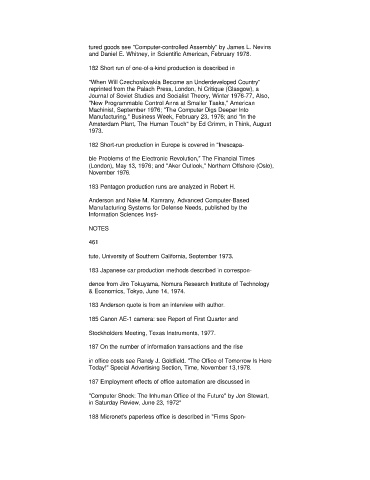 tured goods see "Computer-controlled Assembly" by James L. Nevins
and Daniel E. Whitney, in Scientific American, February 1978.
182 Short run of one-of-a-kind production is described in
"When Will Czechoslovakia Become an Underdeveloped Country"
reprinted from the Palach Press, London, hi Critique (Glasgow), a
Journal of Soviet Studies and Socialist Theory, Winter 1976-77, Also,
"New Programmable Control Arms at Smaller Tasks," American
Machinist, September 1976; "The Computer Digs Deeper Into
Manufacturing," Business Week, February 23, 1976; and "In the
Amsterdam Plant, The Human Touch" by Ed Grimm, in Think, August
1973.
182 Short-run production in Europe is covered in "Inescapa-
ble Problems of the Electronic Revolution," The Financial Times
(London), May 13, 1976; and "Aker Outlook," Northern Offshore (Oslo),
November 1976.
183 Pentagon production runs are analyzed in Robert H.
Anderson and Nake M. Kamrany, Advanced Computer-Based
Manufacturing Systems for Defense Needs, published by the
Information Sciences Insti-
NOTES
461
tute, University of Southern California, September 1973.
183 Japanese car production methods described in correspon-
dence from Jiro Tokuyama, Nomura Research Institute of Technology
& Economics, Tokyo, June 14, 1974.
183 Anderson quote is from an interview with author.
185 Canon AE-1 camera: see Report of First Quarter and
Stockholders Meeting, Texas Instruments, 1977.
187 On the number of information transactions and the rise
in office costs see Randy J. Goldfield, "The Office of Tomorrow Is Here
Today!" Special Advertising Section, Time, November 13,1978.
187 Employment effects of office automation are discussed in
"Computer Shock: The Inhuman Office of the Future" by Jon Stewart,
in Saturday Review, June 23, 1972"
188 Micronet's paperless office is described in "Firms Spon-